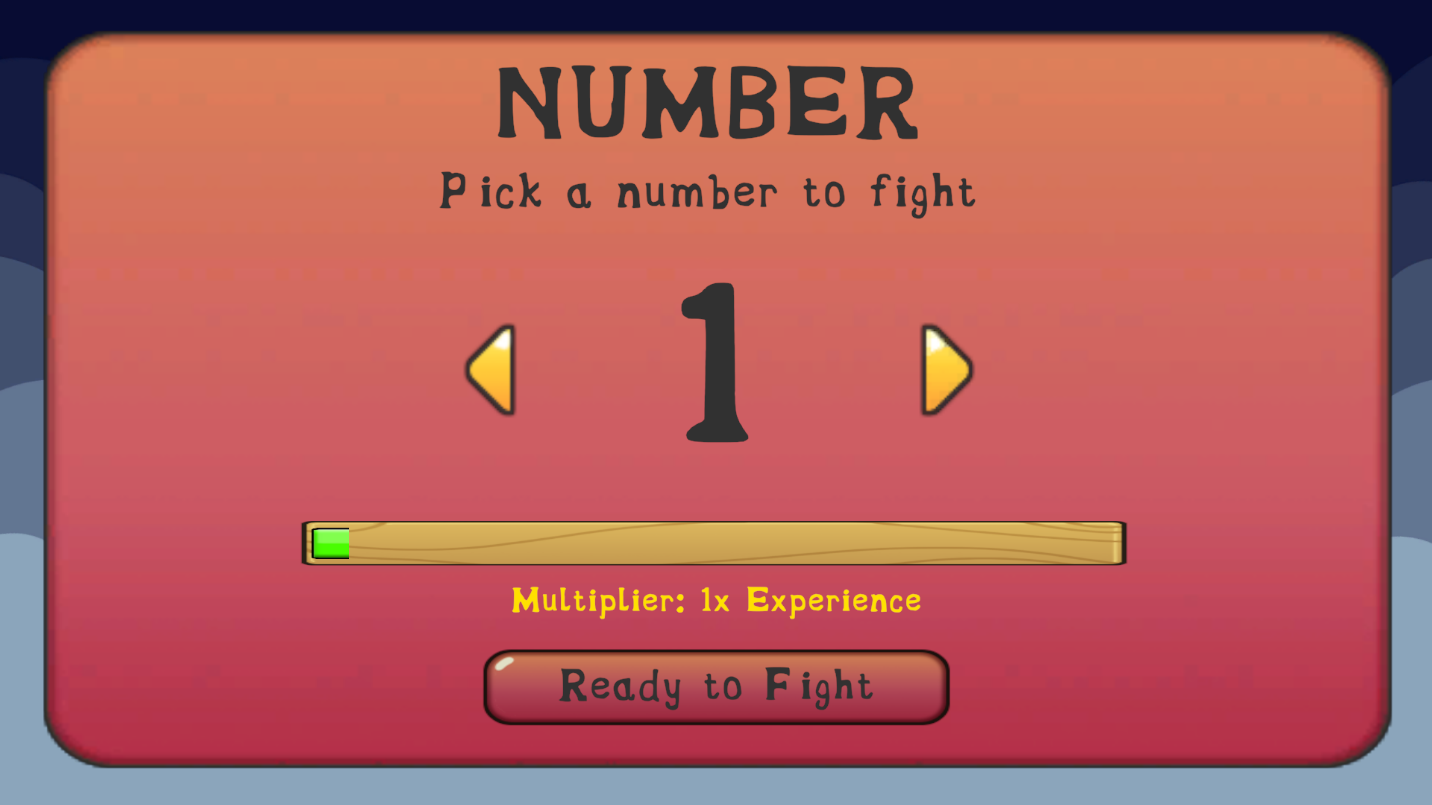 NUMBER
Pick a number to fight
1
Multiplier: 1x Experience
Ready to Fight